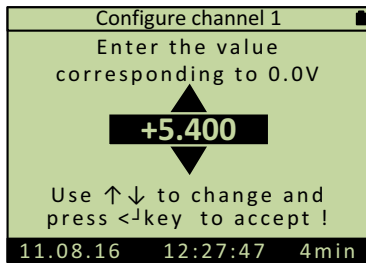 Configure channel 1
Enter the value
corresponding to 0.0V
+5.400
Use ↑↓ to change and
press <┘key to accept !
11.08.16 12:27:47 4min